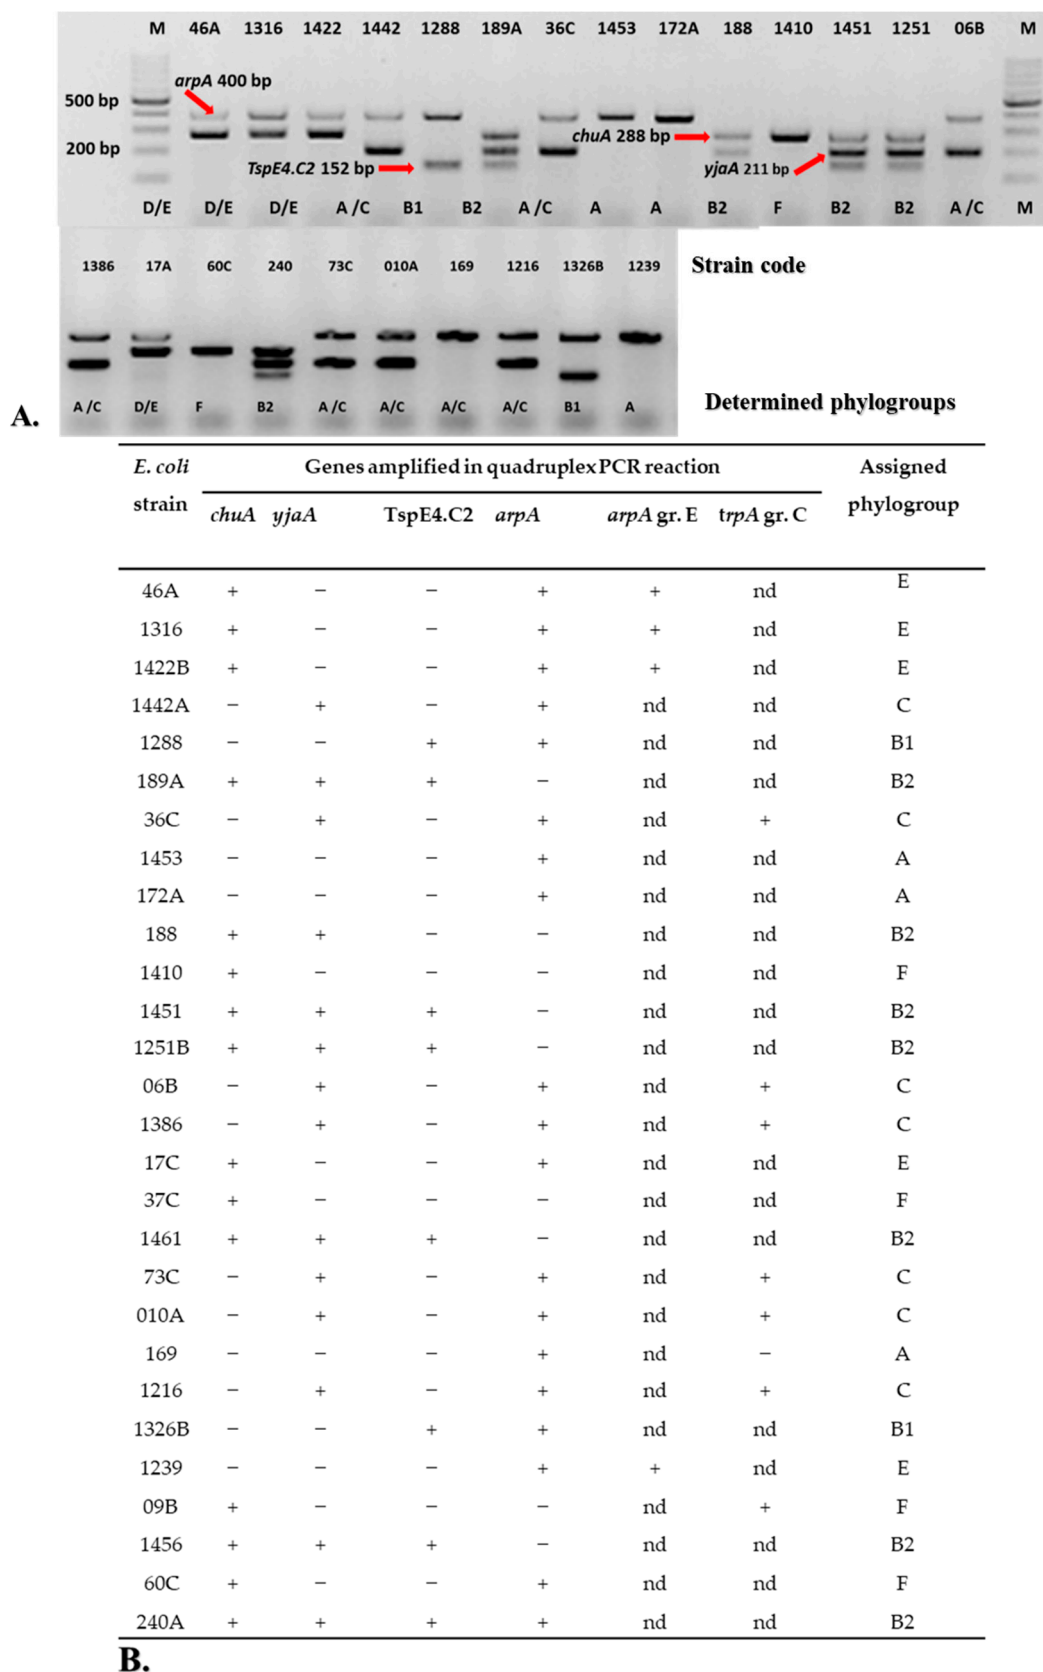 M 46A 1316 1422 1442 1288 189A 36C 1453 172A 188 1410 1451 1251 06B M
arpA 400 bp
500 bp
chuA 288 bp
200 bp
TspE4.C2 152 bp
yjaA 211 bp
D/E D/E D/E A /C B1 B2 A /C A A B2 F B2 B2 A /C M
1386 17A 60C 240 73C 010A 169 1216 1326B 1239
Strain code
A /C D/E F B2 A /C A/C A/C A/C B1 A
Determined phylogroups
A.
E. coli strain
Genes amplified in quadruplex PCR reaction
Assigned phylogroup
chuA yjaA TspE4.C2 arpA arpA gr. E trpA gr. C
46A + − − + + nd E
1316 + − − + + nd E
1422B + − − + + nd E
1442A − + − + nd nd C
1288 − − + + nd nd B1
189A + + + − nd nd B2
36C − + − + nd + C
1453 − − − + nd nd A
172A − − − + nd nd A
188 + + − − nd nd B2
1410 + − − − nd nd F
1451 + + + − nd nd B2
1251B + + + − nd nd B2
06B − + − + nd + C
1386 − + − + nd + C
17C + − − + nd nd E
37C + − − − nd nd F
1461 + + + − nd nd B2
73C − + − + nd + C
010A − + − + nd + C
169 − − − + nd − A
1216 − + − + nd + C
1326B − − + + nd nd B1
1239 − − − + + nd E
09B + − − − nd + F
1456 + + + − nd nd B2
60C + − − + nd nd F
240A + + + + nd nd B2
B.